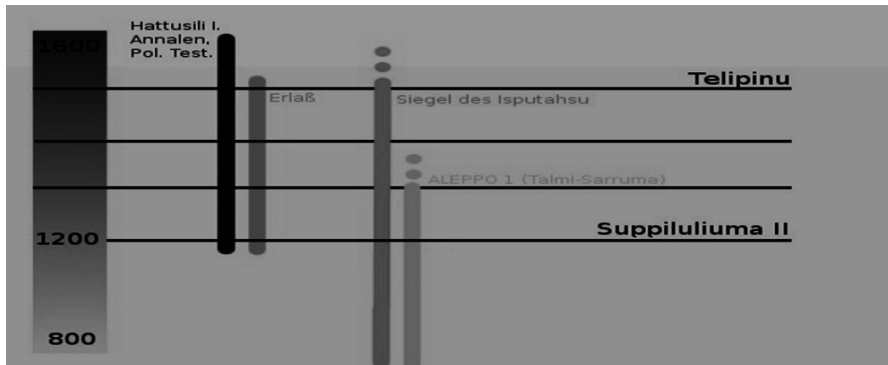 Hattusili I.
Annalen,
Pol. Test.
1600
Telipinu
Erlaß
Siegel des Isputahsu
ALEPPO 1 (Talmi-Sarruma)
Suppiluliuma II
1200
800